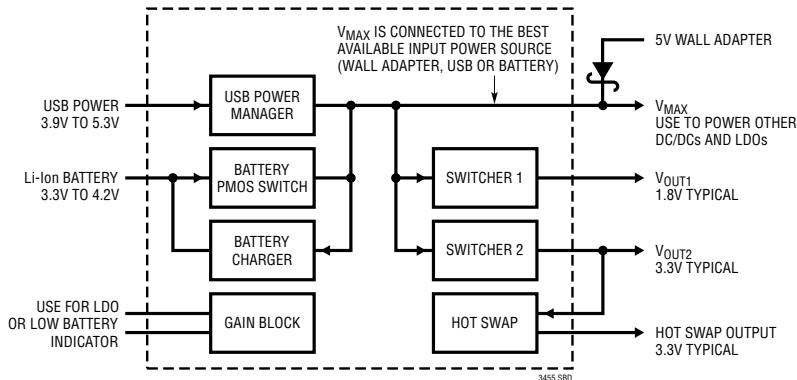 V_MAX IS CONNECTED TO THE BEST
AVAILABLE INPUT POWER SOURCE
(WALL ADAPTER, USB OR BATTERY)
5V WALL ADAPTER
USB POWER
3.9V TO 5.3V
USB POWER
MANAGER
V_MAX
USE TO POWER OTHER
DC/DCs AND LDOs
Li-Ion BATTERY
3.3V TO 4.2V
BATTERY
PMOS SWITCH
SWITCHER 1
V_OUT1
1.8V TYPICAL
BATTERY
CHARGER
SWITCHER 2
V_OUT2
3.3V TYPICAL
USE FOR LDO
OR LOW BATTERY
INDICATOR
GAIN BLOCK
HOT SWAP
HOT SWAP OUTPUT
3.3V TYPICAL
3455 SBD